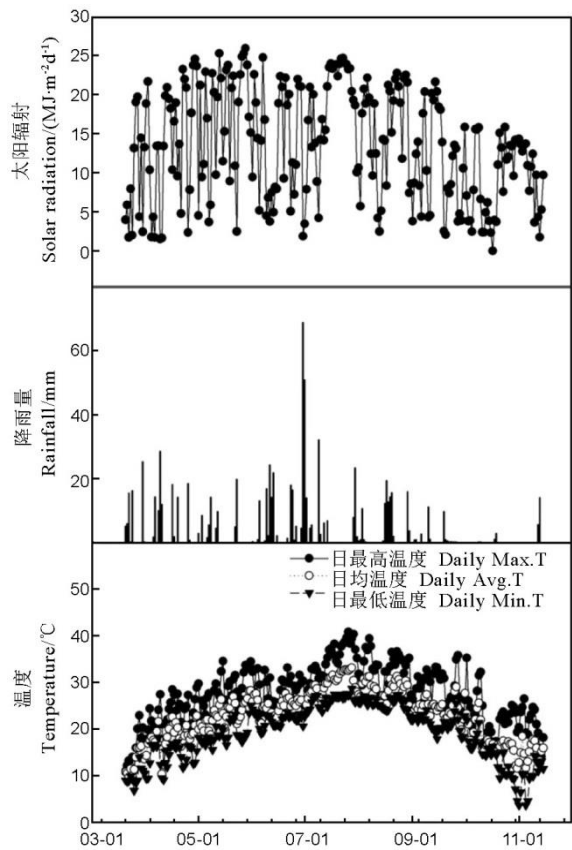 30
25
20
15
10
5
0
太阳辐射
Solar radiation/(MJ·m⁻²d⁻¹)
60
40
20
降雨量
Rainfall/mm
日最高温度 Daily Max.T
日均温度 Daily Avg.T
日最低温度 Daily Min.T
50
40
30
20
10
0
温度
Temperature/℃
03-01
05-01
07-01
09-01
11-01